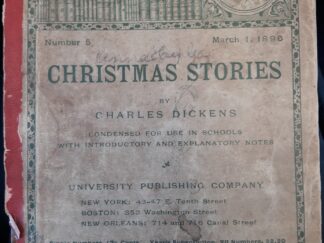 Number 5
March 1, 1896
CHRISTMAS STORIES
BY
CHARLES DICKENS
CONDENSED FOR USE IN SCHOOLS
WITH INTRODUCTORY AND EXPLANATORY NOTES
UNIVERSITY PUBLISHING COMPANY
NEW YORK: 43-47 E. Tenth Street
BOSTON: 352 Washington Street
NEW ORLEANS: 714 and 716 Canal Street